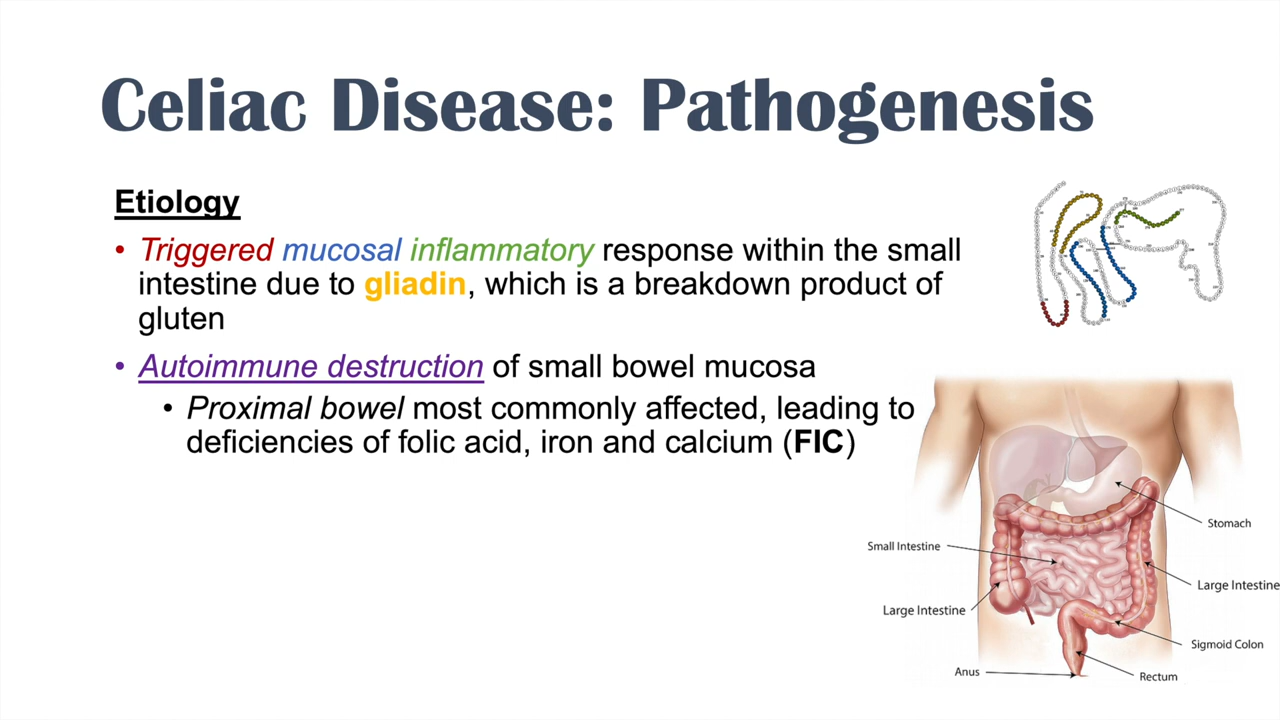 Celiac Disease: Pathogenesis
Etiology
• Triggered mucosal inflammatory response within the small
intestine due to gliadin, which is a breakdown product of
gluten
• Autoimmune destruction of small bowel mucosa
• Proximal bowel most commonly affected, leading to
deficiencies of folic acid, iron and calcium (FIC)
Stomach
Small Intestine
Large Intestine
Large Intestine
Sigmoid Colon
Anus
Rectum